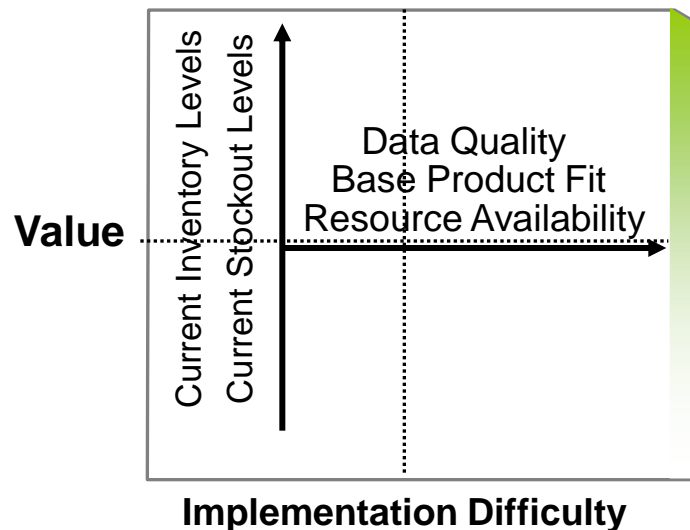 Value
Current Inventory Levels
Current Stockout Levels
Data Quality
Base Product Fit
Resource Availability
Implementation Difficulty